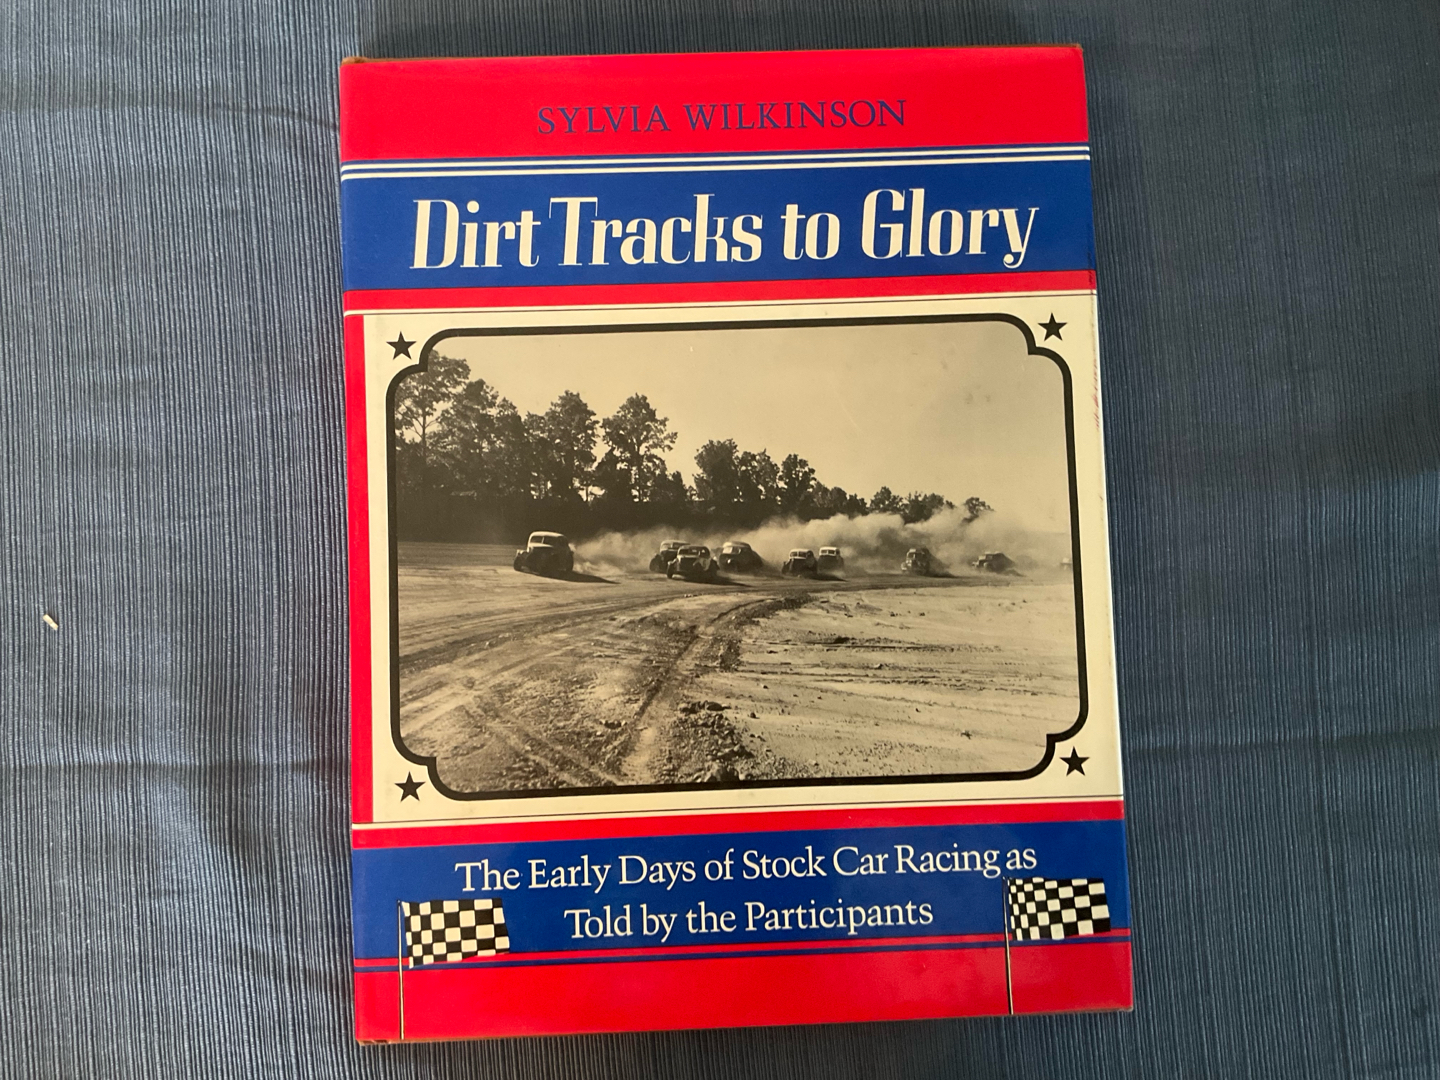 SYLVIA WILKINSON
Dirt Tracks to Glory
The Early Days of Stock Car Racing as
Told by the Participants